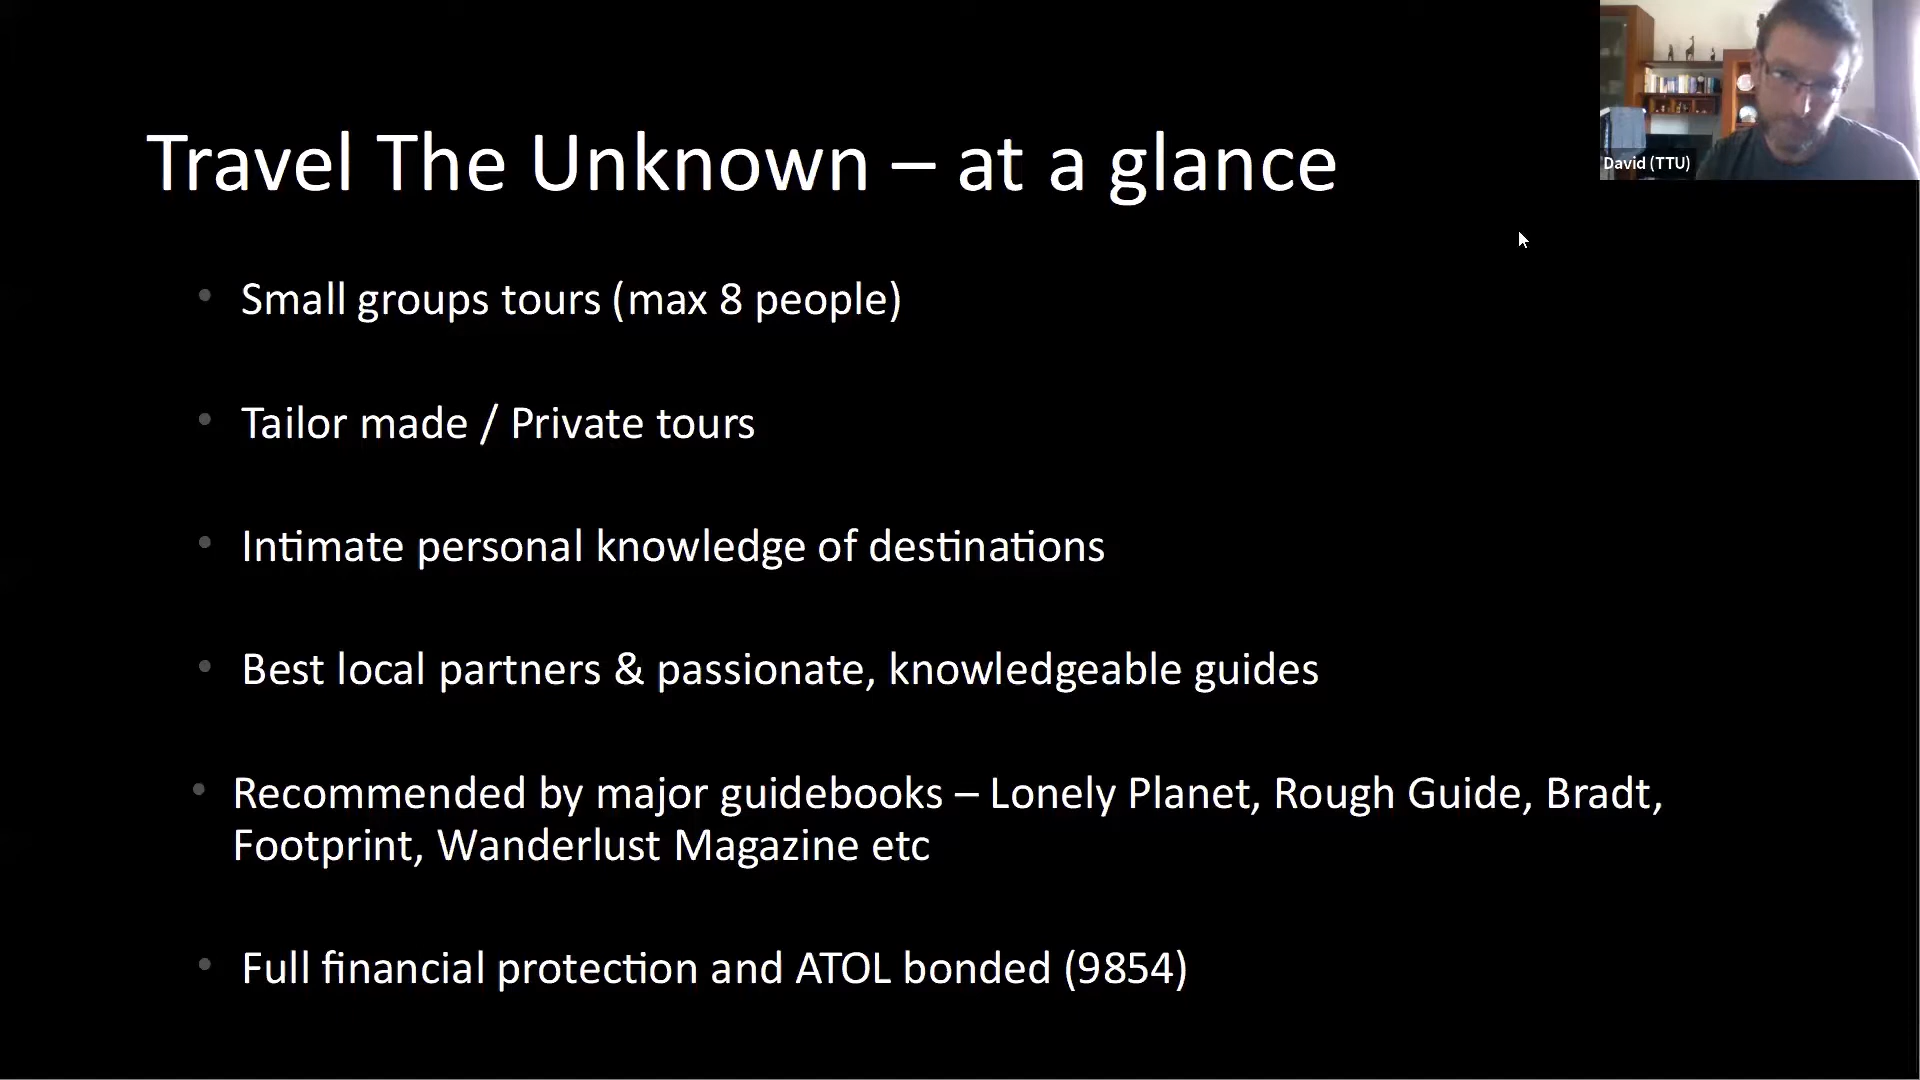 Travel The Unknown – at a glance
David (TTU)
• Small groups tours (max 8 people)
• Tailor made / Private tours
• Intimate personal knowledge of destinations
• Best local partners & passionate, knowledgeable guides
• Recommended by major guidebooks – Lonely Planet, Rough Guide, Bradt,
Footprint, Wanderlust Magazine etc
• Full financial protection and ATOL bonded (9854)